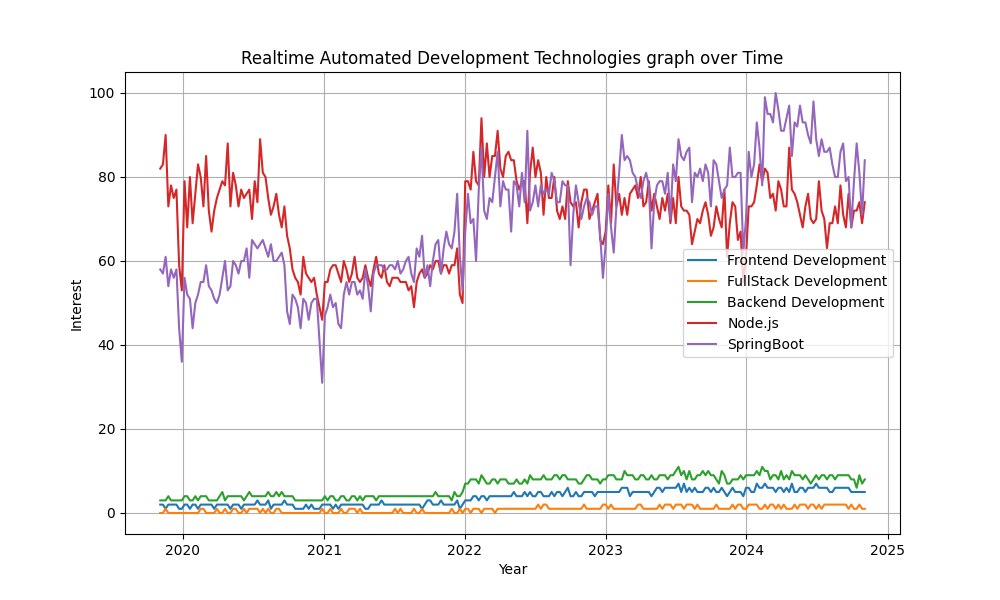 Realtime Automated Development Technologies graph over Time
100
80
60
40
20
0
Interest
Frontend Development
FullStack Development
Backend Development
Node.js
SpringBoot
2020
2021
2022
2023
2024
2025
Year